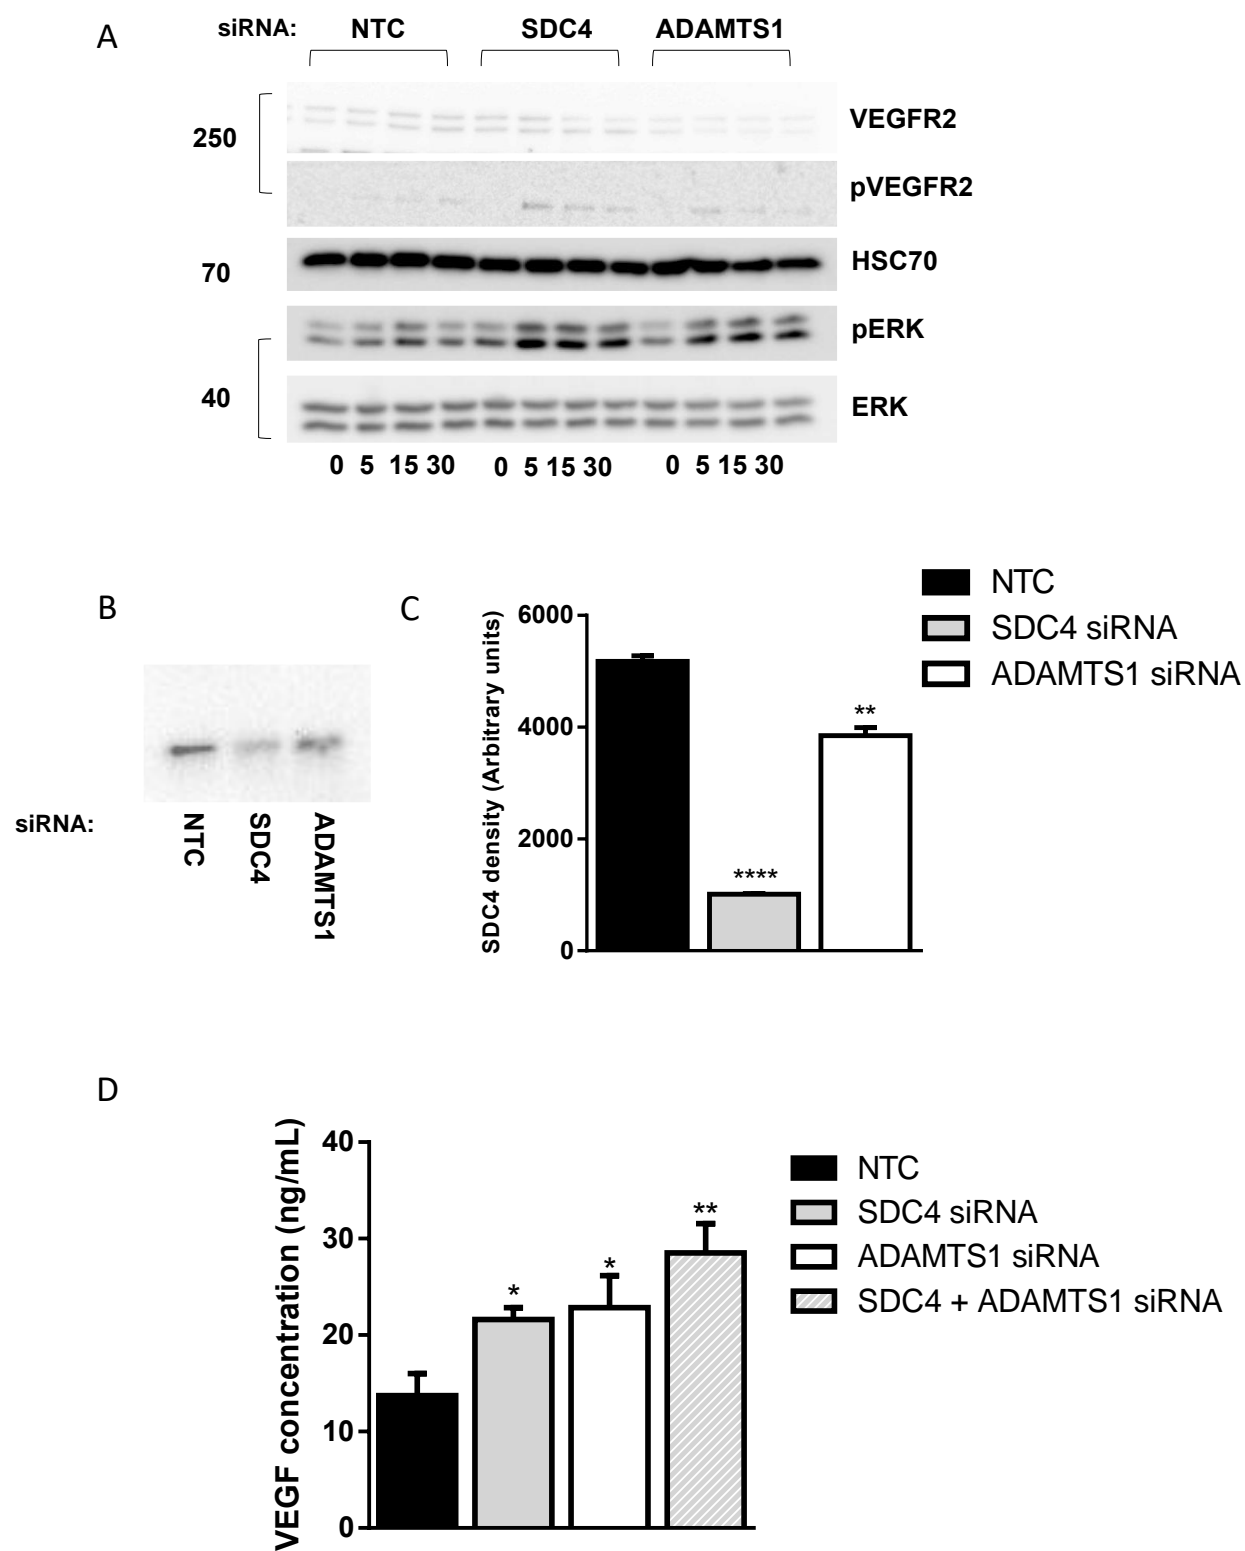 A
siRNA: NTC SDC4 ADAMTS1
250
VEGFR2
pVEGFR2
70
HSC70
pERK
40
ERK
0 5 15 30 0 5 15 30 0 5 15 30
B
siRNA:
NTC
SDC4
ADAMTS1
C
SDC4 density (Arbitrary units)
6000
4000
2000
0
****
**
NTC
SDC4 siRNA
ADAMTS1 siRNA
D
VEGF concentration (ng/mL)
40
30
20
10
0
*
*
**
NTC
SDC4 siRNA
ADAMTS1 siRNA
SDC4 + ADAMTS1 siRNA